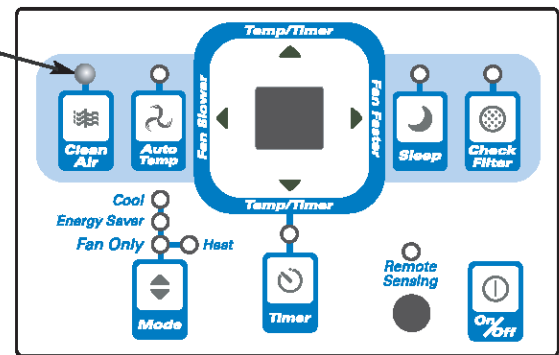 Temp/Timer
Fan Slower
Fan Faster
Clean
Air
Auto
Temp
Sleep
Check
Filter
Temp/Timer
Cool
Energy Saver
Fan Only
Heat
Mode
Timer
Remote
Sensing
On/Off